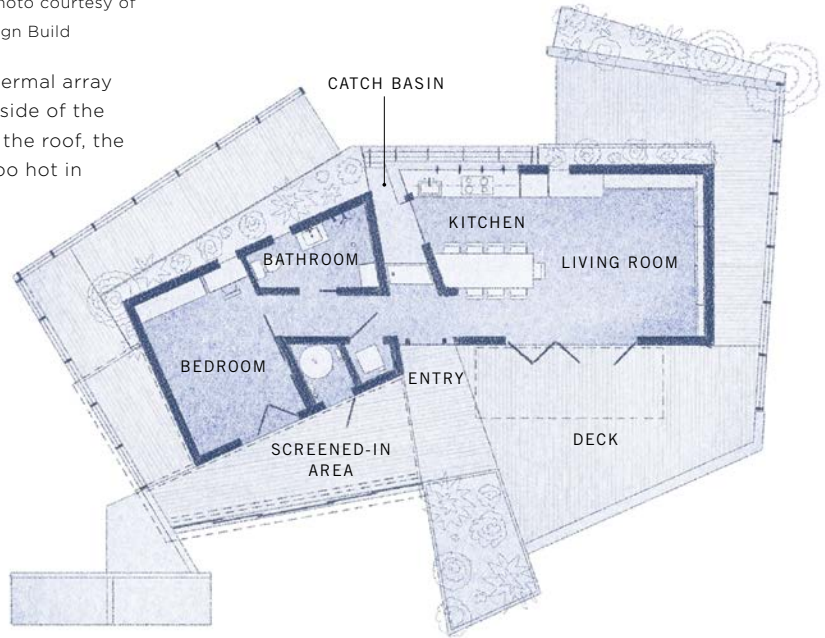 hoto courtesy of
ign Build
ermal array
side of the
the roof, the
oo hot in
CATCH BASIN
KITCHEN
BATHROOM
LIVING ROOM
BEDROOM
ENTRY
DECK
SCREENED-IN
AREA